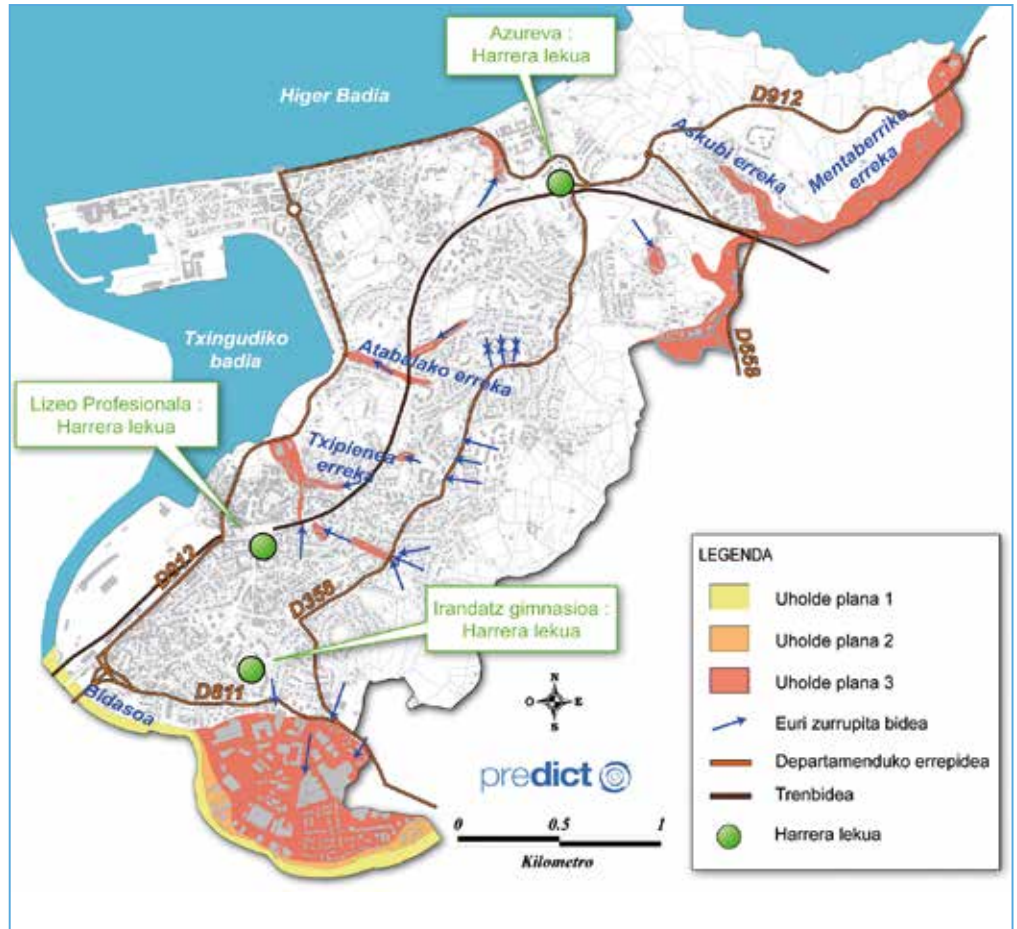 Azureva :
Harrera lekua
Higer Badia
D912
Askubi erreka
Mentaberriko
erreka
Txingudiko
badia
Atabalako erreka
D658
Lizeo Profesionala :
Harrera lekua
Txipienea
erreka
D912
D358
Irandatz gimnasioa :
Harrera lekua
D811
Bidasoa
N
O
E
S
predict
0
0.5
1
Kilometro
LEGENDA
Uholde plana 1
Uholde plana 2
Uholde plana 3
Euri zurrupita bidea
Departamenduko errepidea
Trenbidea
Harrera lekua